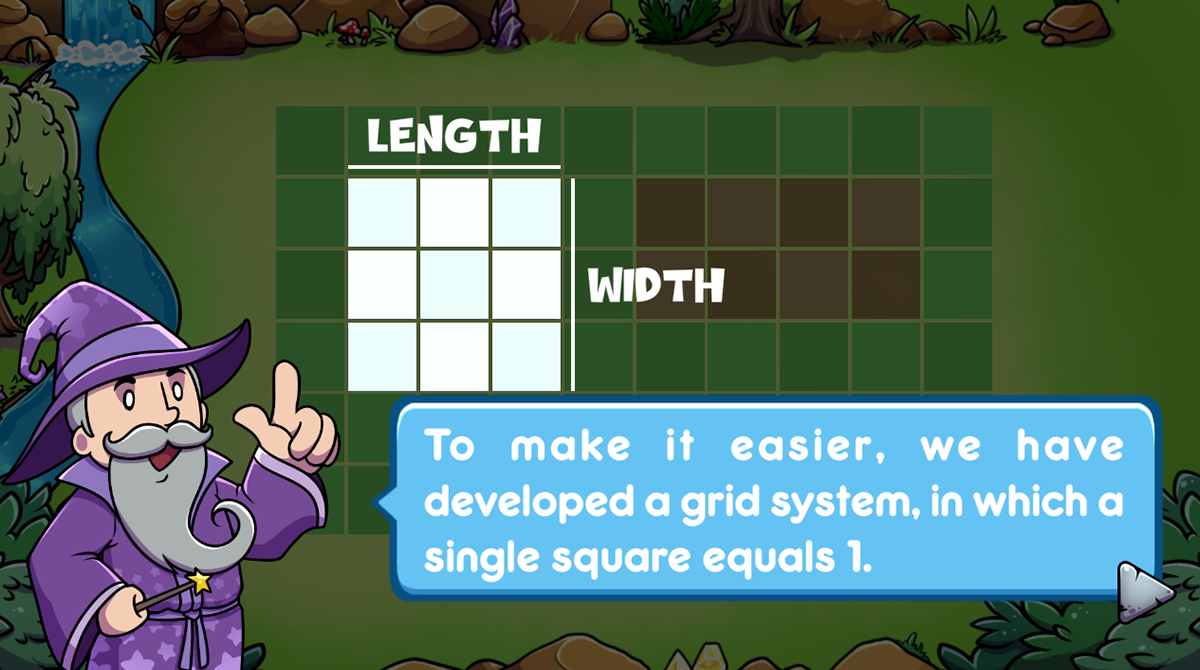 LENGTH
WIDTH
To make it easier, we have
developed a grid system, in which a
single square equals 1.